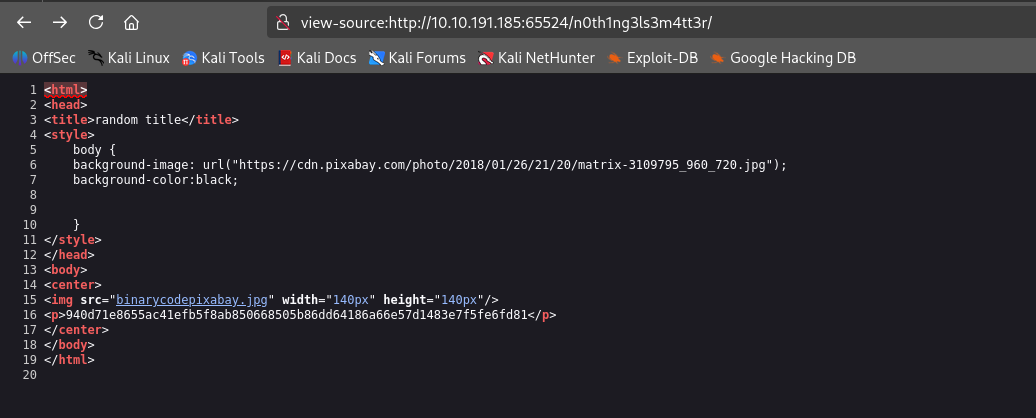 view-source:http://10.10.191.185:65524/n0th1ng3ls3m4tt3r/
OffSec Kali Linux Kali Tools Kali Docs Kali Forums Kali NetHunter Exploit-DB Google Hacking DB
1 <html>
2 <head>
3 <title>random title</title>
4 <style>
5 body {
6 background-image: url("https://cdn.pixabay.com/photo/2018/01/26/21/20/matrix-3109795_960_720.jpg");
7 background-color:black;
8
9
10 }
11 </style>
12 </head>
13 <body>
14 <center>
15 <img src="binarycodepixabay.jpg" width="140px" height="140px"/>
16 <p>940d71e8655ac41efb5f8ab850668505b86dd64186a66e57d1483e7f5fe6fd81</p>
17 </center>
18 </body>
19 </html>
20